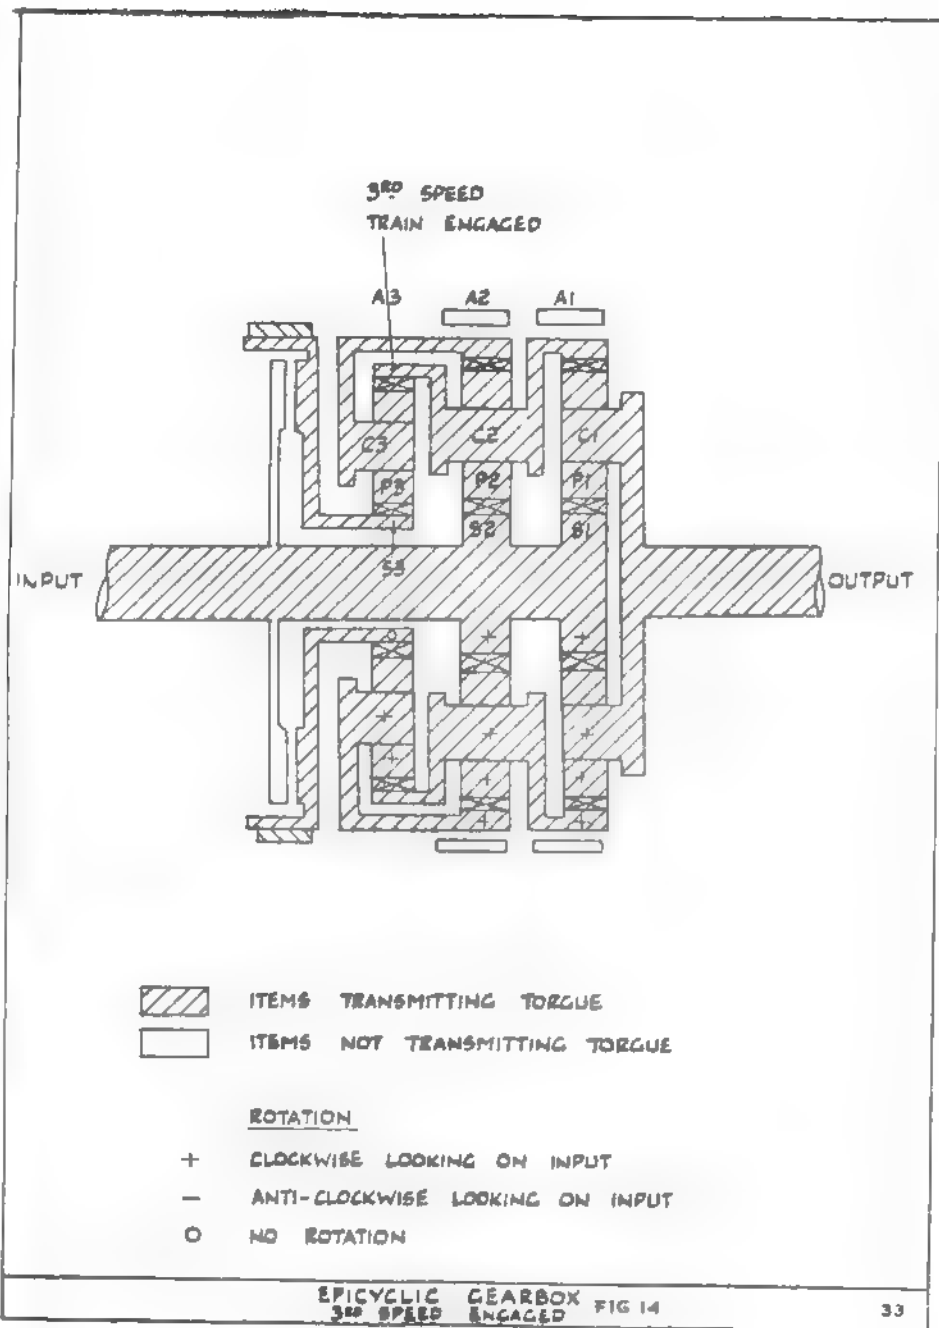 3RD SPEED
TRAIN ENGAGED
A3 A2 A1
C3 C2 C1
P3 P2 P1
S2 S1
S3
INPUT
OUTPUT
ITEMS TRANSMITTING TORQUE
ITEMS NOT TRANSMITTING TORQUE
ROTATION
+ CLOCKWISE LOOKING ON INPUT
− ANTI-CLOCKWISE LOOKING ON INPUT
O NO ROTATION
EPICYCLIC GEARBOX FIG 14
3RD SPEED ENGAGED
33